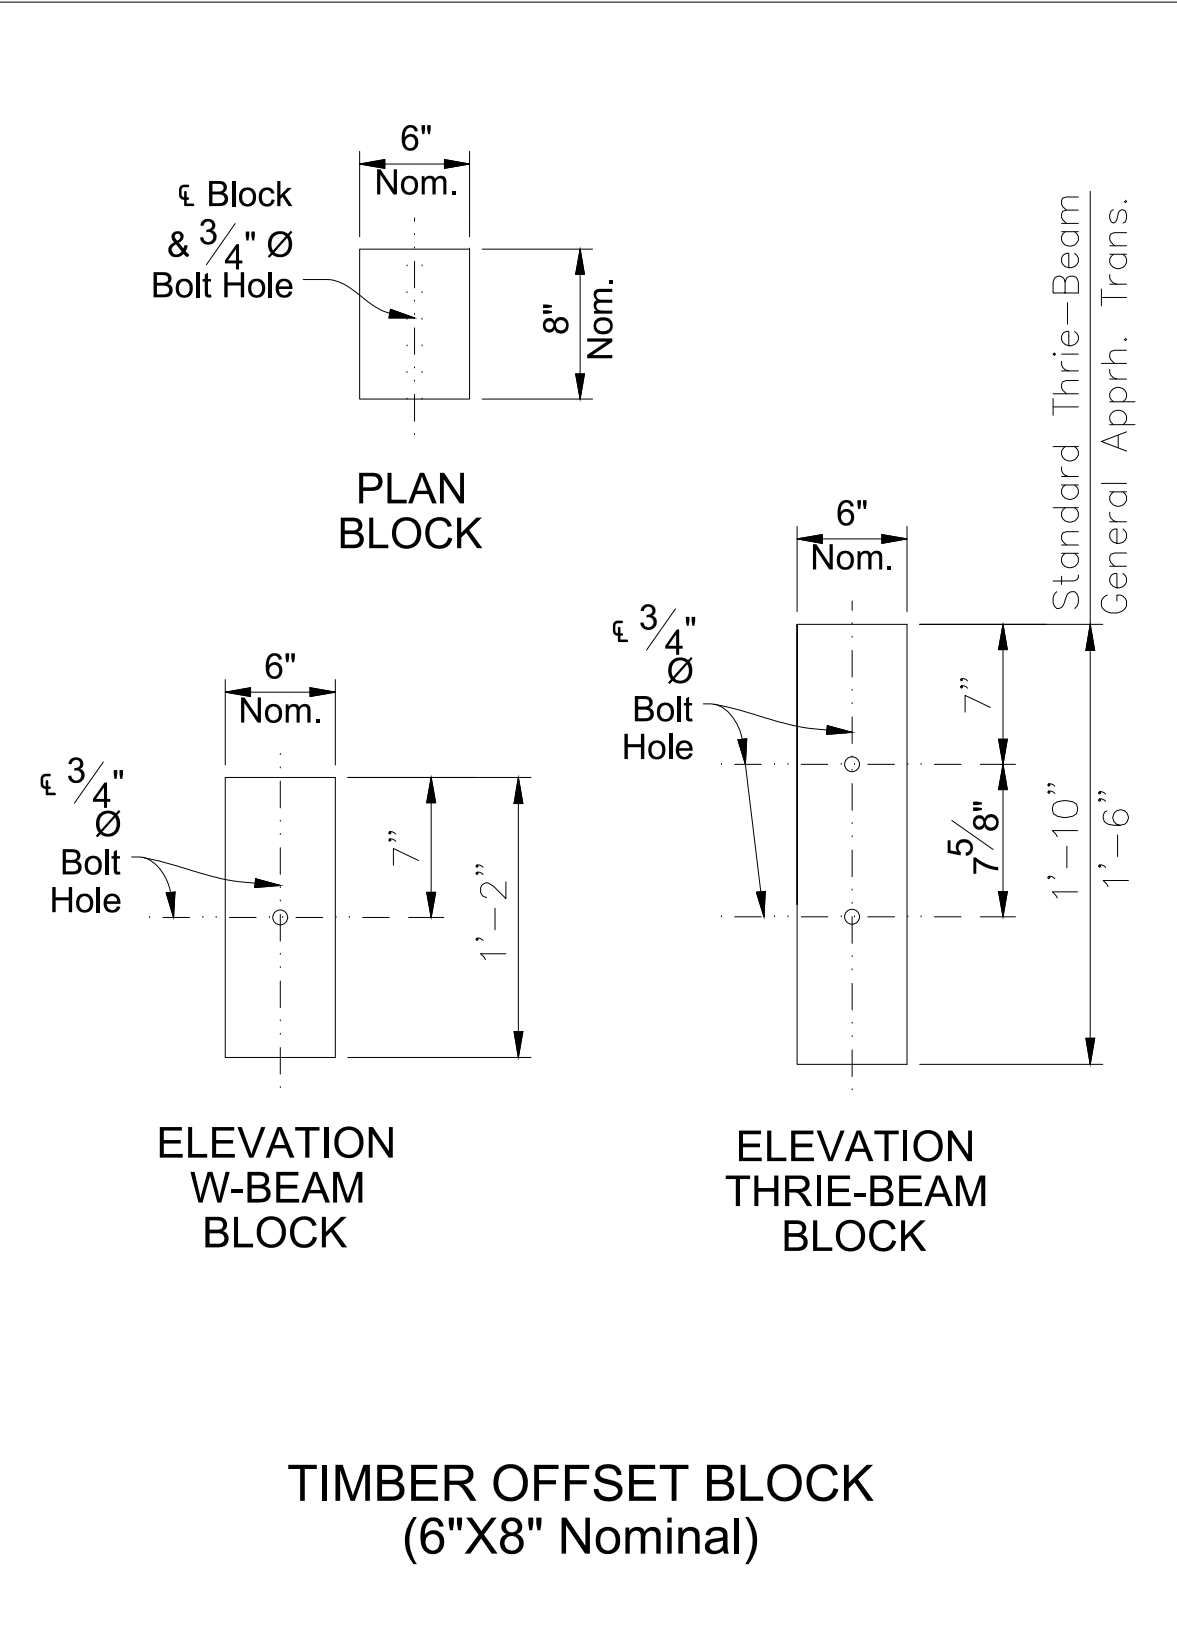 6"
Nom.
℄ Block
& 3/4" Ø
Bolt Hole
8"
Nom.
PLAN
BLOCK
Standard Thrie-Beam
General Apprh. Trans.
6"
Nom.
℄ 3/4"
Ø
Bolt
Hole
7"
7 5/8"
1'-10"
1'-6"
6"
Nom.
℄ 3/4"
Ø
Bolt
Hole
7"
1'-2"
ELEVATION
W-BEAM
BLOCK
ELEVATION
THRIE-BEAM
BLOCK
TIMBER OFFSET BLOCK
(6"X8" Nominal)